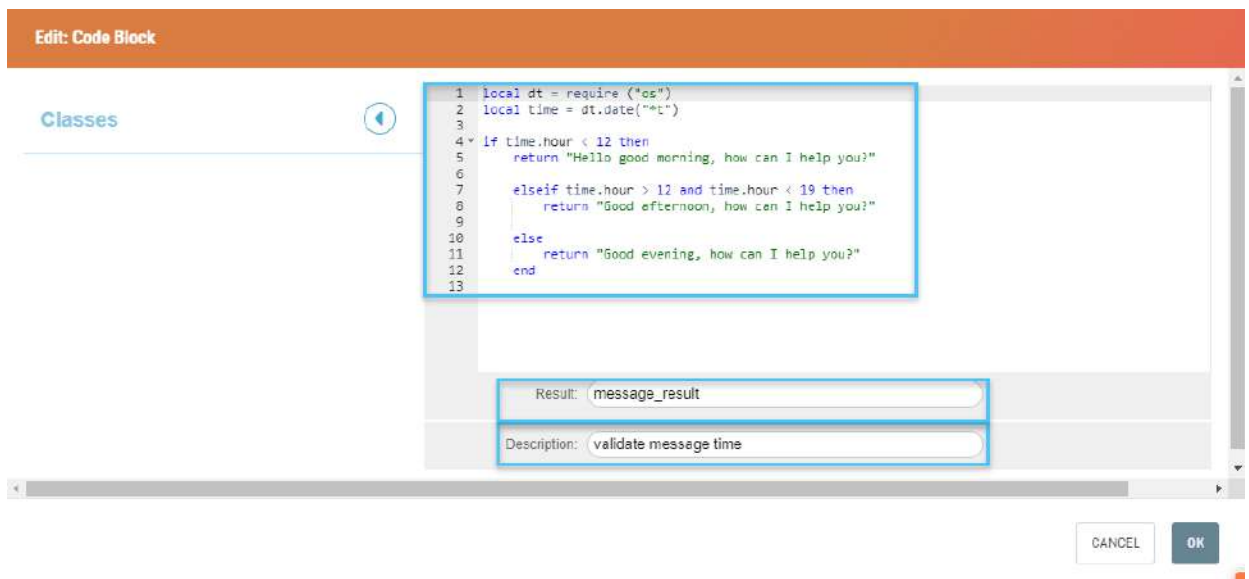 Edit: Code Block
Classes
1 local dt = require ("os")
2 local time = dt.date("*t")
3
4 if time.hour < 12 then
5 return "Hello good morning, how can I help you?"
6
7 elseif time.hour > 12 and time.hour < 19 then
8 return "Good afternoon, how can I help you?"
9
10 else
11 return "Good evening, how can I help you?"
12 end
13
Result: message_result
Description: validate message time
CANCEL OK